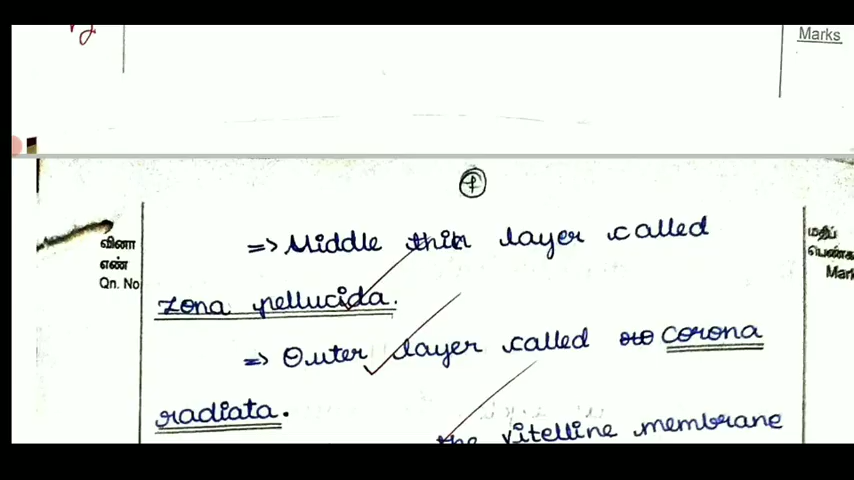 Marks
7
வினா
எண்
Qn. No
மதிப்
பெண்க
Mark
=> Middle thin layer called
zona pellucida.
=> Outer layer called corona
radiata.
the vitelline membrane